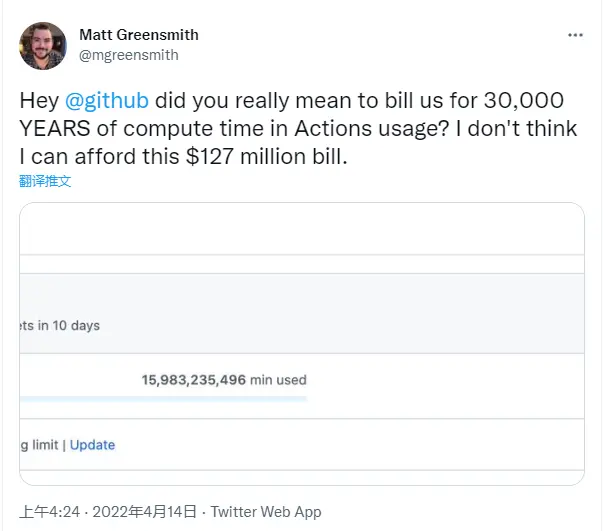 Matt Greensmith
@mgreensmith
Hey @github did you really mean to bill us for 30,000
YEARS of compute time in Actions usage? I don't think
I can afford this $127 million bill.
翻译推文
ets in 10 days
15,983,235,496 min used
g limit | Update
上午4:24 · 2022年4月14日 · Twitter Web App